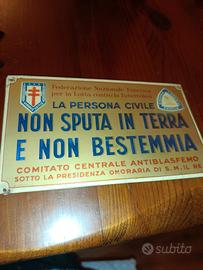 Federazione Nazionale Fascista
per la Lotta contro la Tubercolosi
LA PERSONA CIVILE
NON SPUTA IN TERRA
E NON BESTEMMIA
COMITATO CENTRALE ANTIBLASFEMO
SOTTO LA PRESIDENZA ONORARIA DI S.M. IL RE
subito